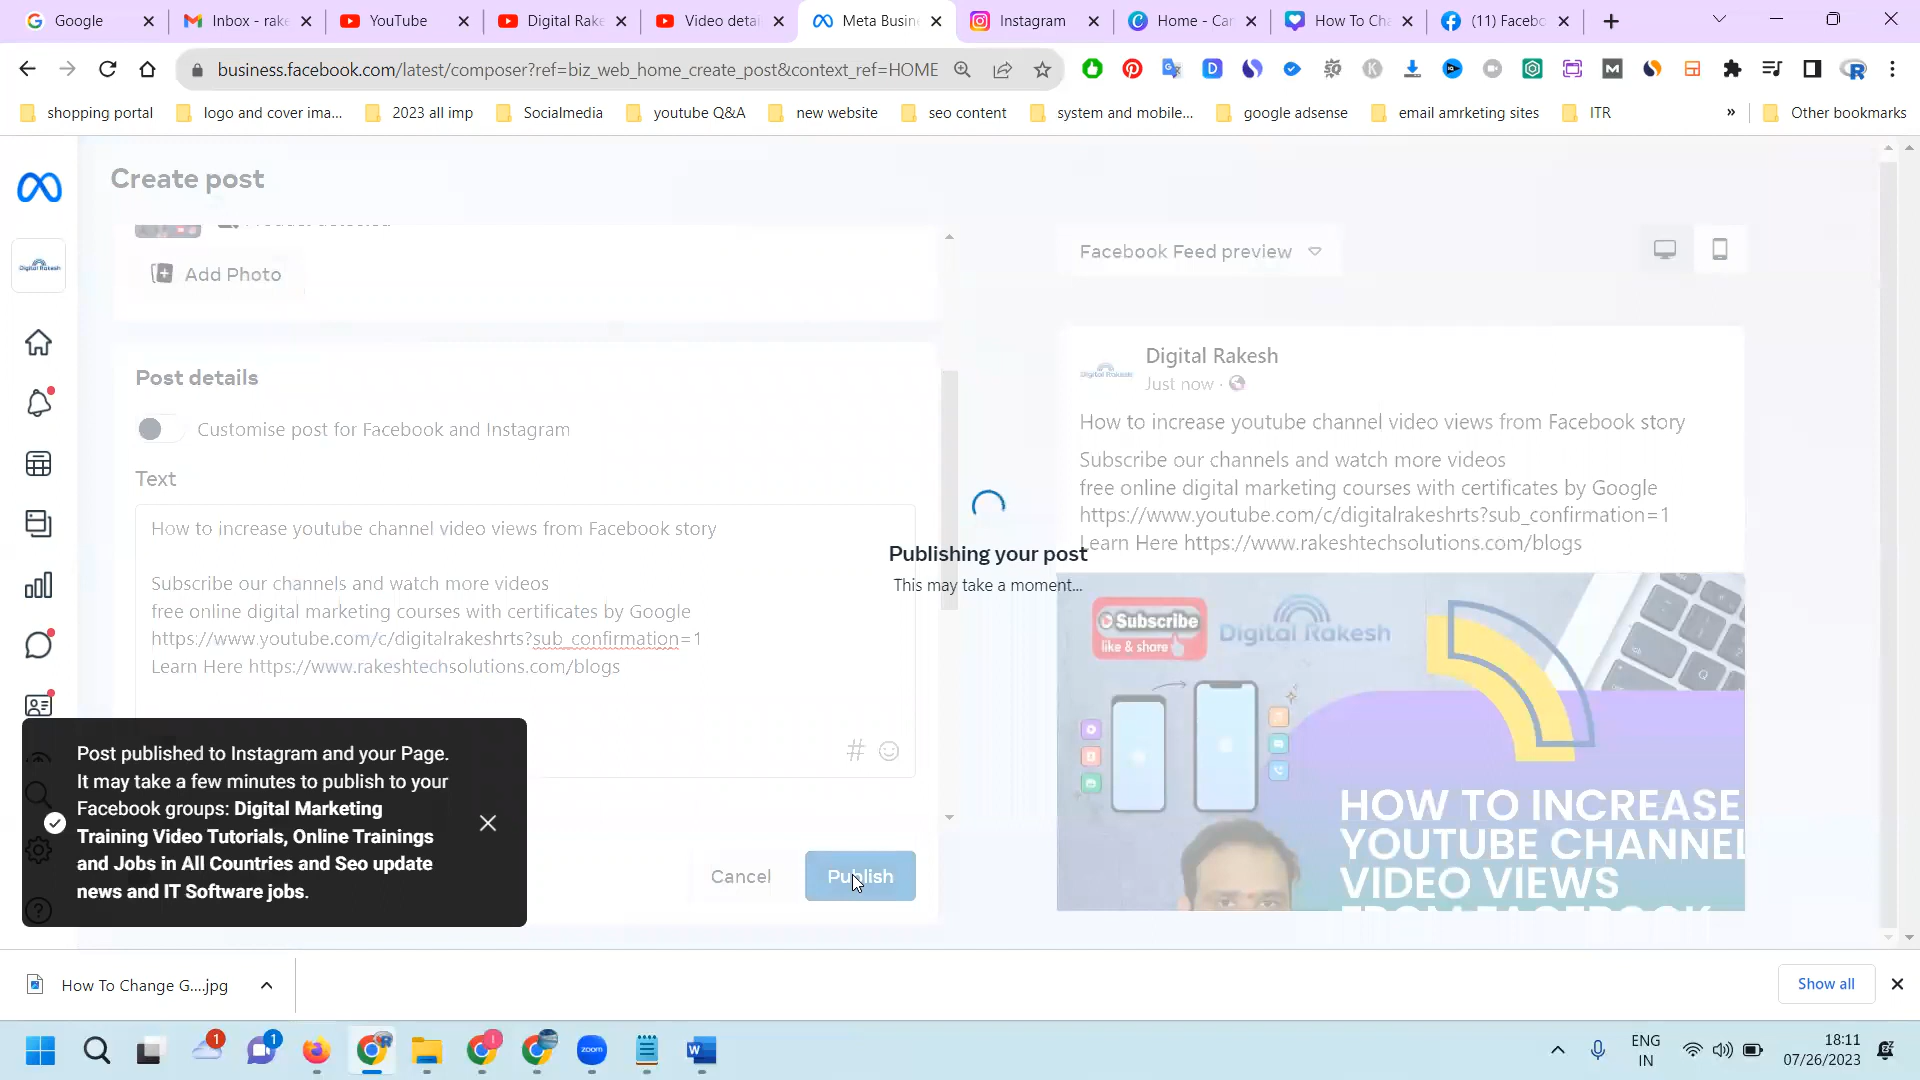 Google
Inbox - rake
YouTube
Digital Rake
Video detai
Meta Busin
Instagram
Home - Can
How To Cha
(11) Facebo
business.facebook.com/latest/composer?ref=biz_web_home_create_post&context_ref=HOME
shopping portal
logo and cover ima...
2023 all imp
Socialmedia
youtube Q&A
new website
seo content
system and mobile...
google adsense
email amrketing sites
ITR
»
Other bookmarks
Create post
Add Photo
Facebook Feed preview
Post details
Customise post for Facebook and Instagram
Text
How to increase youtube channel video views from Facebook story
Subscribe our channels and watch more videos
free online digital marketing courses with certificates by Google
https://www.youtube.com/c/digitalrakeshrts?sub_confirmation=1
Learn Here https://www.rakeshtechsolutions.com/blogs
Cancel
Publish
Publishing your post
This may take a moment...
Digital Rakesh
Digital Rakesh
Digital Rakesh
Just now ·
How to increase youtube channel video views from Facebook story
Subscribe our channels and watch more videos
free online digital marketing courses with certificates by Google
https://www.youtube.com/c/digitalrakeshrts?sub_confirmation=1
Learn Here https://www.rakeshtechsolutions.com/blogs
Subscribe
like & share
Digital Rakesh
HOW TO INCREASE
YOUTUBE CHANNEL
VIDEO VIEWS
Post published to Instagram and your Page.
It may take a few minutes to publish to your
Facebook groups: Digital Marketing
Training Video Tutorials, Online Trainings
and Jobs in All Countries and Seo update
news and IT Software jobs.
How To Change G....jpg
Show all
1
1
zoom
ENG
IN
18:11
07/26/2023